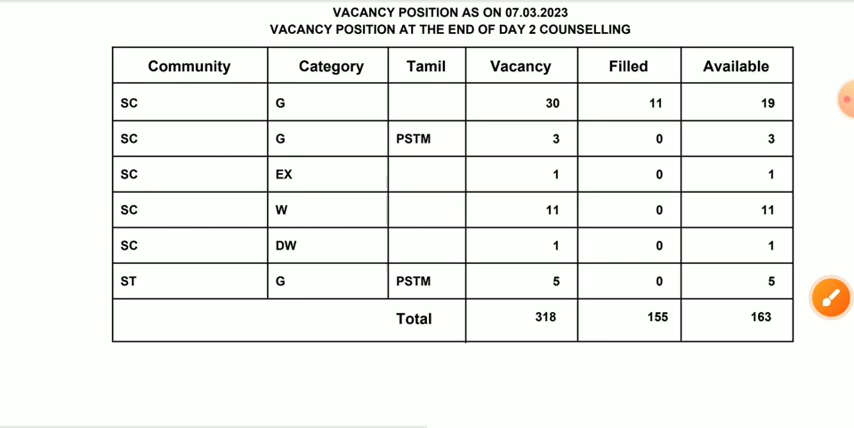 VACANCY POSITION AS ON 07.03.2023
VACANCY POSITION AT THE END OF DAY 2 COUNSELLING
Community Category Tamil Vacancy Filled Available
SC G 30 11 19
SC G PSTM 3 0 3
SC EX 1 0 1
SC W 11 0 11
SC DW 1 0 1
ST G PSTM 5 0 5
Total 318 155 163